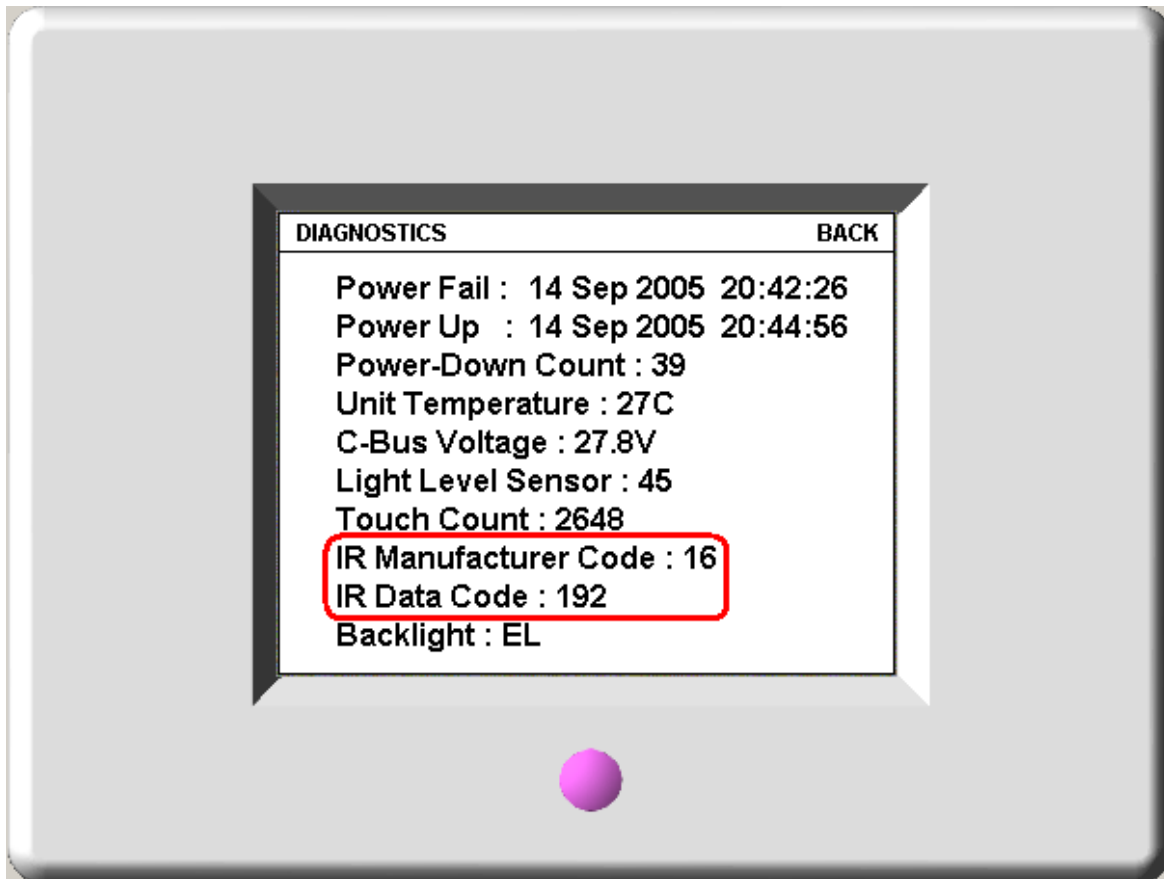 DIAGNOSTICS BACK
Power Fail : 14 Sep 2005 20:42:26
Power Up : 14 Sep 2005 20:44:56
Power-Down Count : 39
Unit Temperature : 27C
C-Bus Voltage : 27.8V
Light Level Sensor : 45
Touch Count : 2648
IR Manufacturer Code : 16
IR Data Code : 192
Backlight : EL